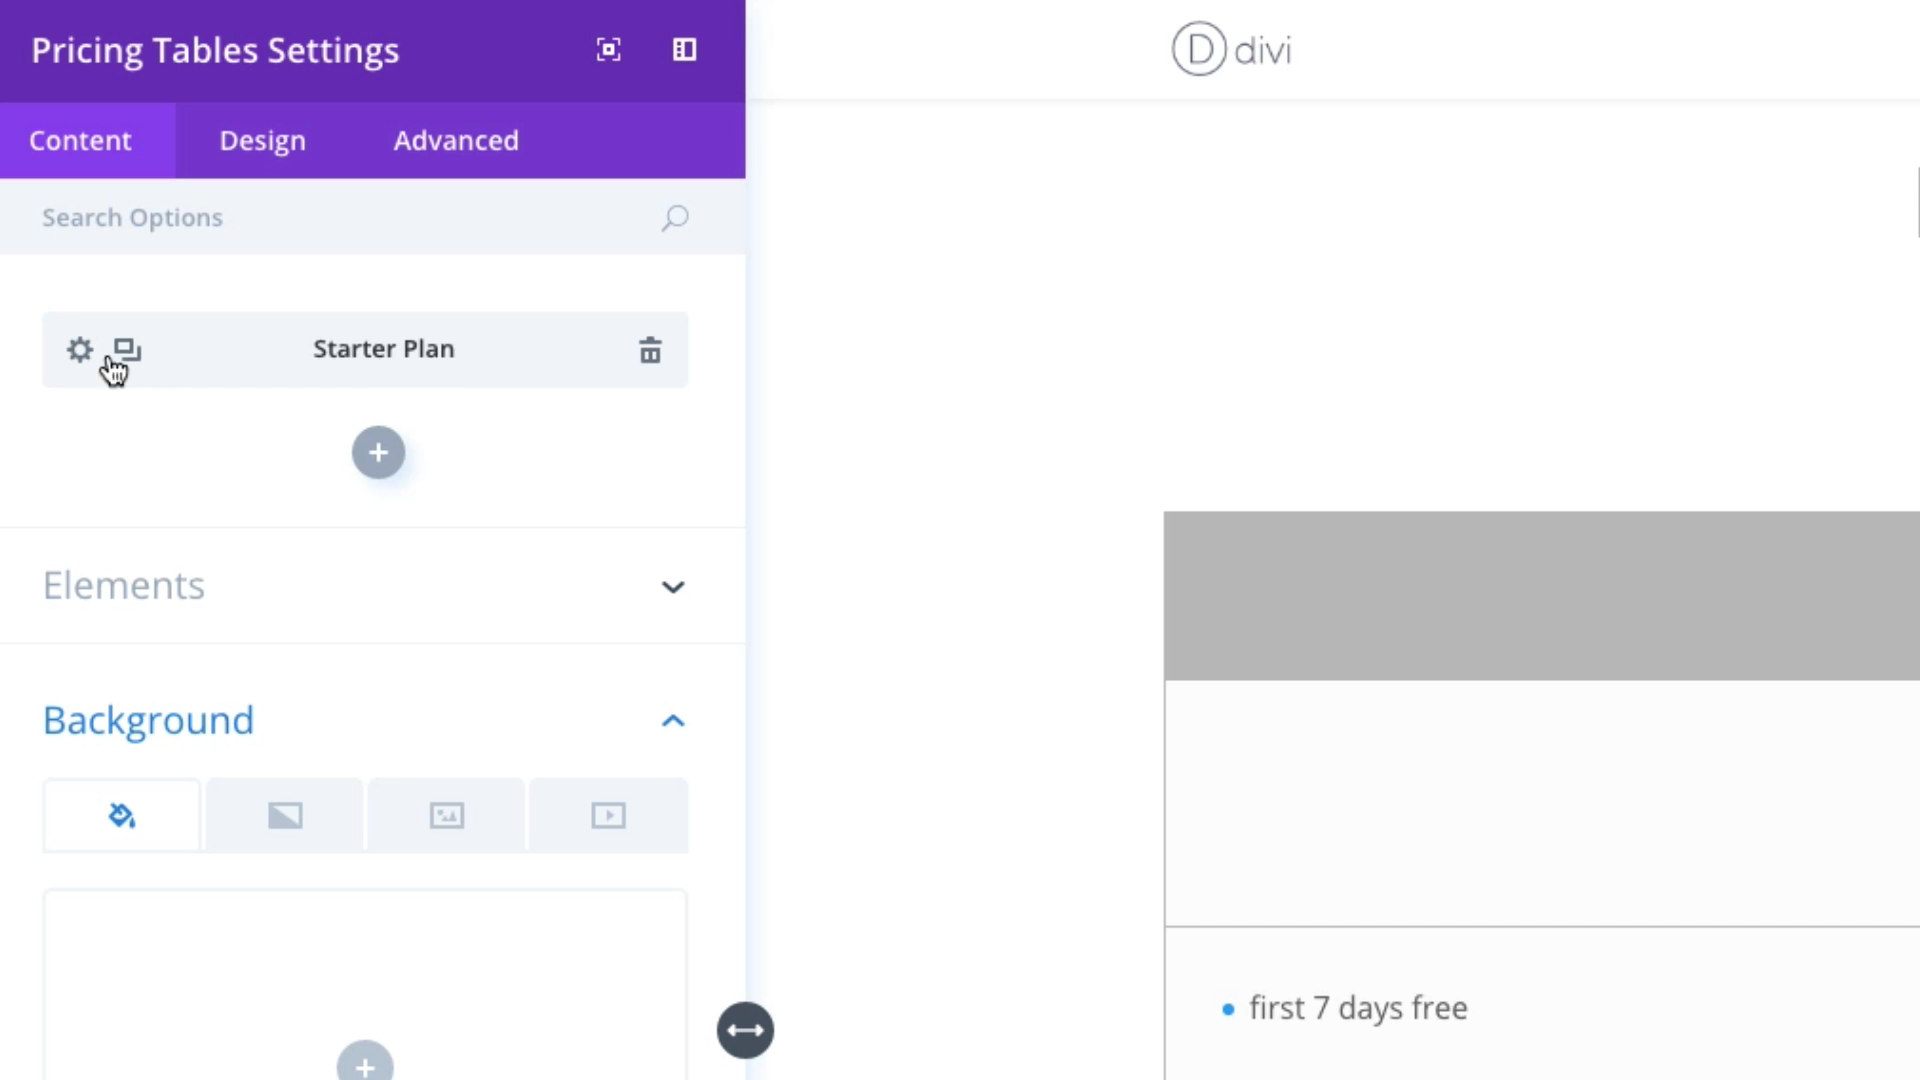 Pricing Tables Settings
D divi
Content Design Advanced
Search Options
Starter Plan
Elements
Background
first 7 days free